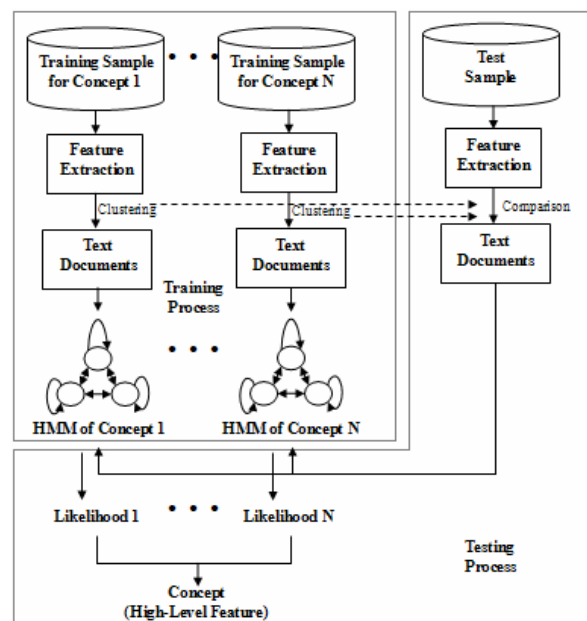 Training Sample
for Concept 1
Training Sample
for Concept N
Test
Sample
Feature
Extraction
Feature
Extraction
Feature
Extraction
Clustering
Clustering
Comparison
Text
Documents
Text
Documents
Text
Documents
Training
Process
HMM of Concept 1
HMM of Concept N
Likelihood 1
Likelihood N
Testing
Process
Concept
(High-Level Feature)